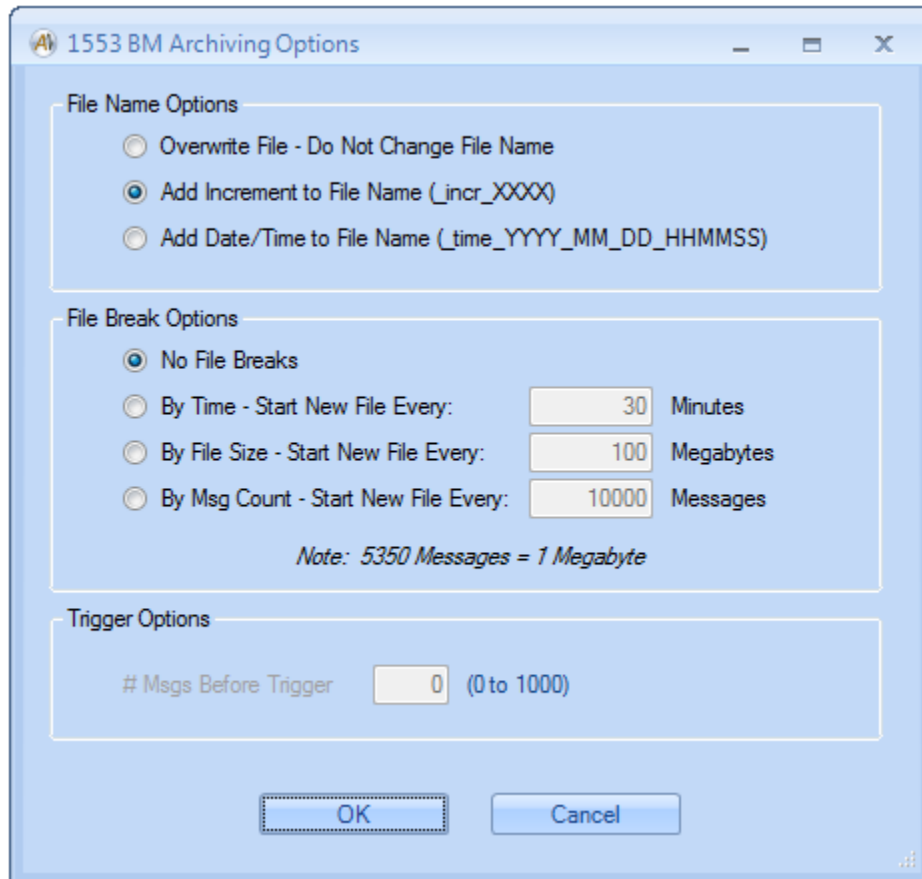 1553 BM Archiving Options
File Name Options
Overwrite File - Do Not Change File Name
Add Increment to File Name (_incr_XXXX)
Add Date/Time to File Name (_time_YYYY_MM_DD_HHMMSS)
File Break Options
No File Breaks
By Time - Start New File Every: 30 Minutes
By File Size - Start New File Every: 100 Megabytes
By Msg Count - Start New File Every: 10000 Messages
Note: 5350 Messages = 1 Megabyte
Trigger Options
# Msgs Before Trigger 0 (0 to 1000)
OK Cancel